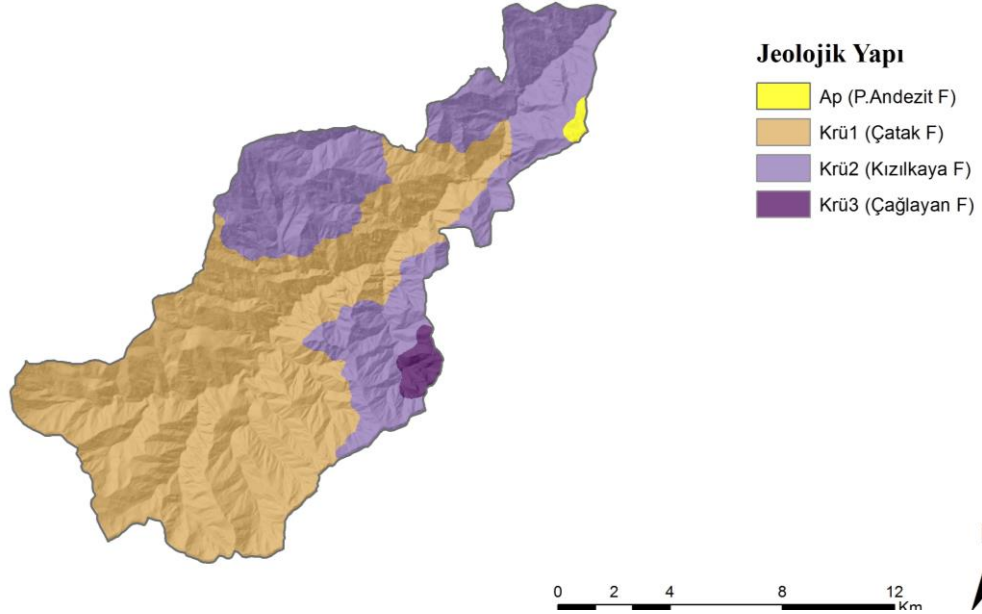 Jeolojik Yapı
Ap (P.Andezit F)
Krü1 (Çatak F)
Krü2 (Kızılkaya F)
Krü3 (Çağlayan F)
0 2 4 8 12
Km